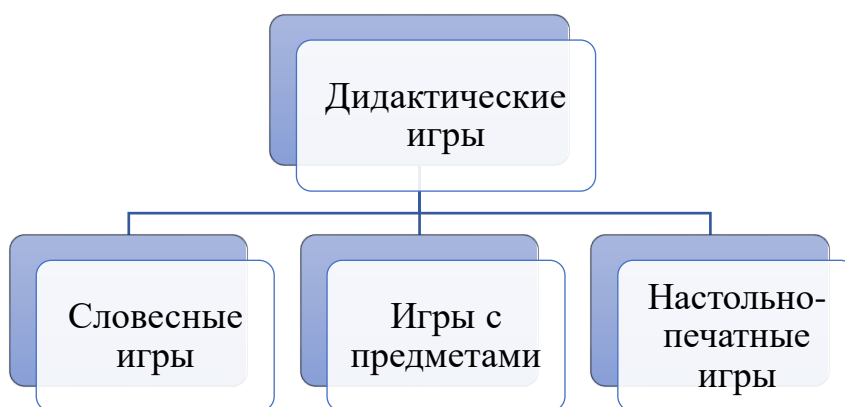 Дидактические
игры
Словесные
игры
Игры с
предметами
Настольно-
печатные
игры